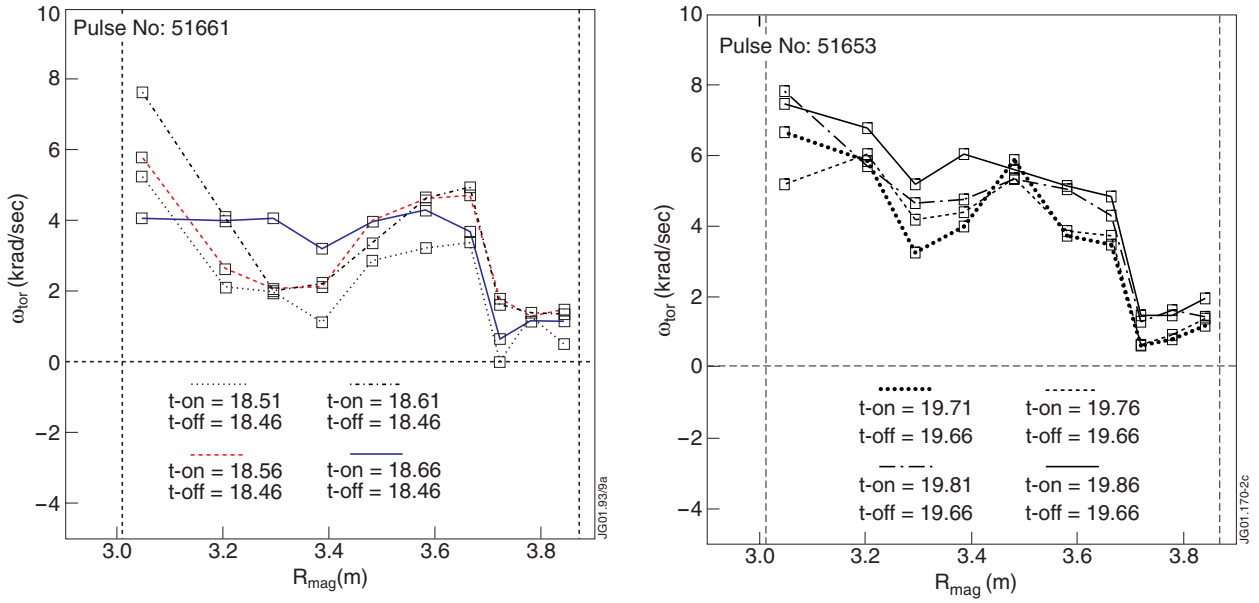 Pulse No: 51661
10
8
6
4
2
0
−2
−4
ωtor (krad/sec)
t-on = 18.51
t-off = 18.46
t-on = 18.61
t-off = 18.46
t-on = 18.56
t-off = 18.46
t-on = 18.66
t-off = 18.46
3.0 3.2 3.4 3.6 3.8
Rmag(m)
JG01.93/9a
Pulse No: 51653
10
8
6
4
2
0
−2
−4
ωtor (krad/sec)
t-on = 19.71
t-off = 19.66
t-on = 19.76
t-off = 19.66
t-on = 19.81
t-off = 19.66
t-on = 19.86
t-off = 19.66
3.0 3.2 3.4 3.6 3.8
Rmag (m)
JG01.170-2c